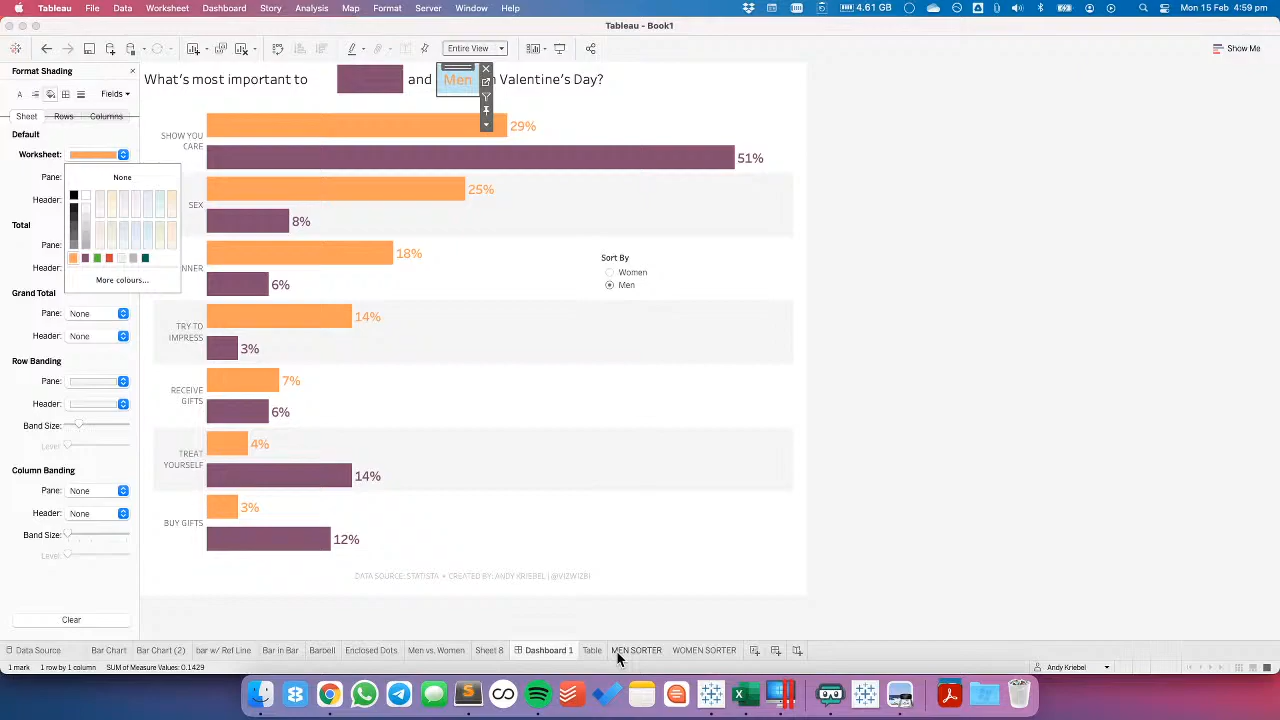 Tableau File Data Worksheet Dashboard Story Analysis Map Format Server Window Help 4.61 GB Mon 15 Feb 4:59 pm
Tableau - Book1
Entire View Show Me
Format Shading
Fields
Sheet Rows Columns
Default
Worksheet:
Pane:
Header:
Total
Pane:
Header:
Grand Total
Pane: None
Header: None
Row Banding
Pane:
Header:
Band Size:
Level:
Column Banding
Pane: None
Header: None
Band Size:
Level:
Clear
None
More colours...
What's most important to and Men Valentine's Day?
SHOW YOU CARE
29%
51%
SEX
25%
8%
NNER
18%
6%
TRY TO IMPRESS
14%
3%
RECEIVE GIFTS
7%
6%
TREAT YOURSELF
4%
14%
BUY GIFTS
3%
12%
Sort By
Women
Men
DATA SOURCE: STATISTA • CREATED BY: ANDY KRIEBEL | @VIZWIZBI
Data Source Bar Chart Bar Chart (2) bar w/ Ref Line Bar in Bar Barbell Enclosed Dots Men vs. Women Sheet 8 Dashboard 1 Table MEN SORTER WOMEN SORTER
1 mark 1 row by 1 column SUM of Measure Values: 0.1429 Andy Kriebel